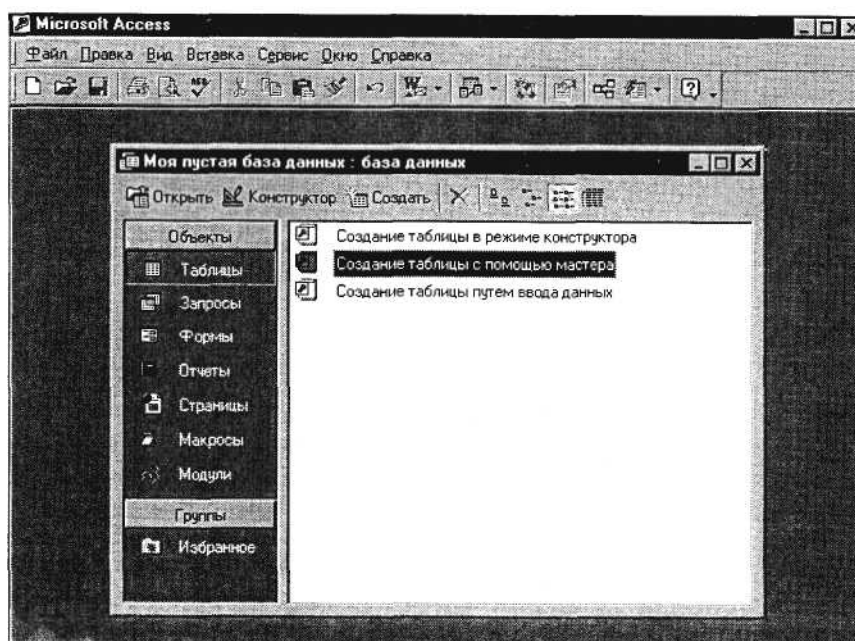 Microsoft Access
Файл Правка Вид Вставка Сервис Окно Справка
Моя пустая база данных : база данных
Открыть Конструктор Создать
Объекты
Таблицы
Запросы
Формы
Отчеты
Страницы
Макросы
Модули
Группы
Избранное
Создание таблицы в режиме конструктора
Создание таблицы с помощью мастера
Создание таблицы путем ввода данных